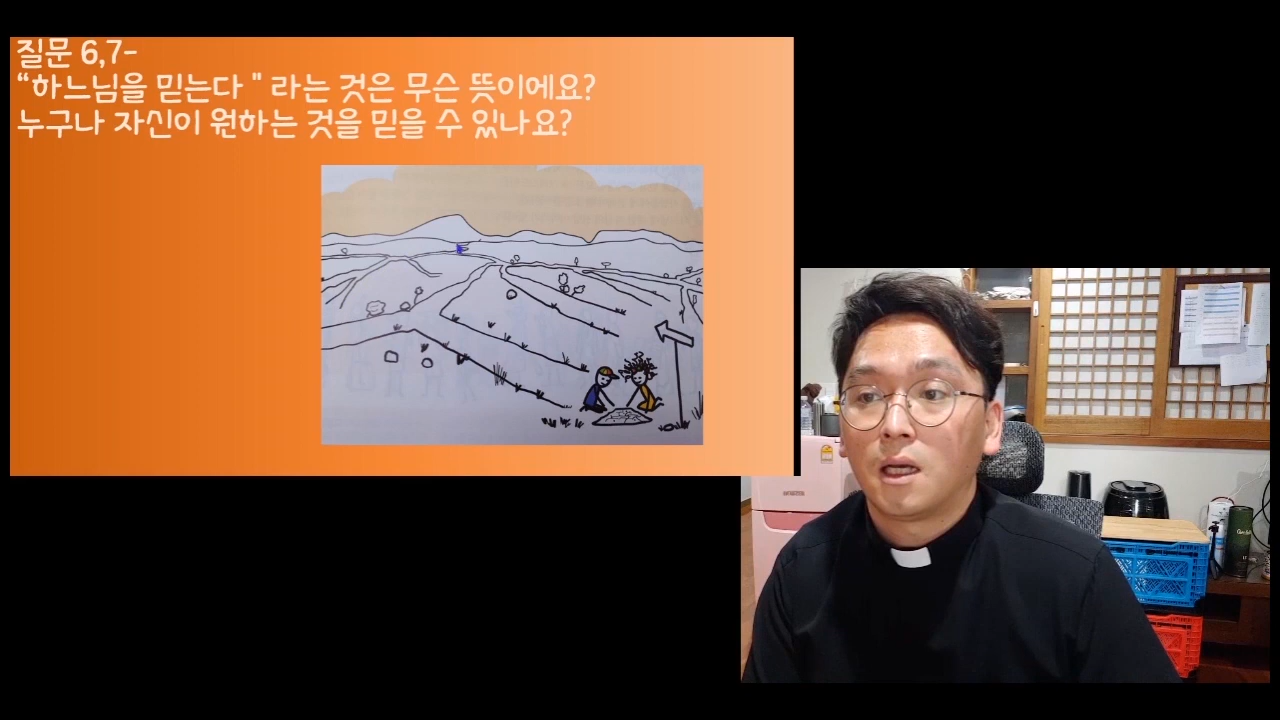 질문 6,7-
“하느님을 믿는다 " 라는 것은 무슨 뜻이에요?
누구나 자신이 원하는 것을 믿을 수 있나요?